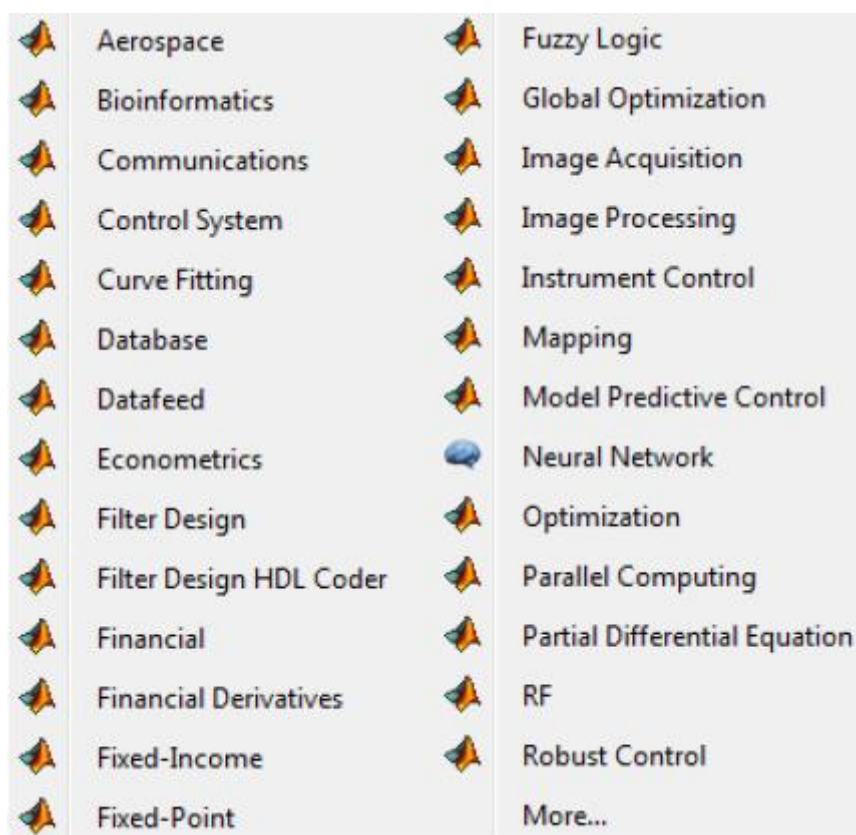 Aerospace
Bioinformatics
Communications
Control System
Curve Fitting
Database
Datafeed
Econometrics
Filter Design
Filter Design HDL Coder
Financial
Financial Derivatives
Fixed-Income
Fixed-Point
Fuzzy Logic
Global Optimization
Image Acquisition
Image Processing
Instrument Control
Mapping
Model Predictive Control
Neural Network
Optimization
Parallel Computing
Partial Differential Equation
RF
Robust Control
More...